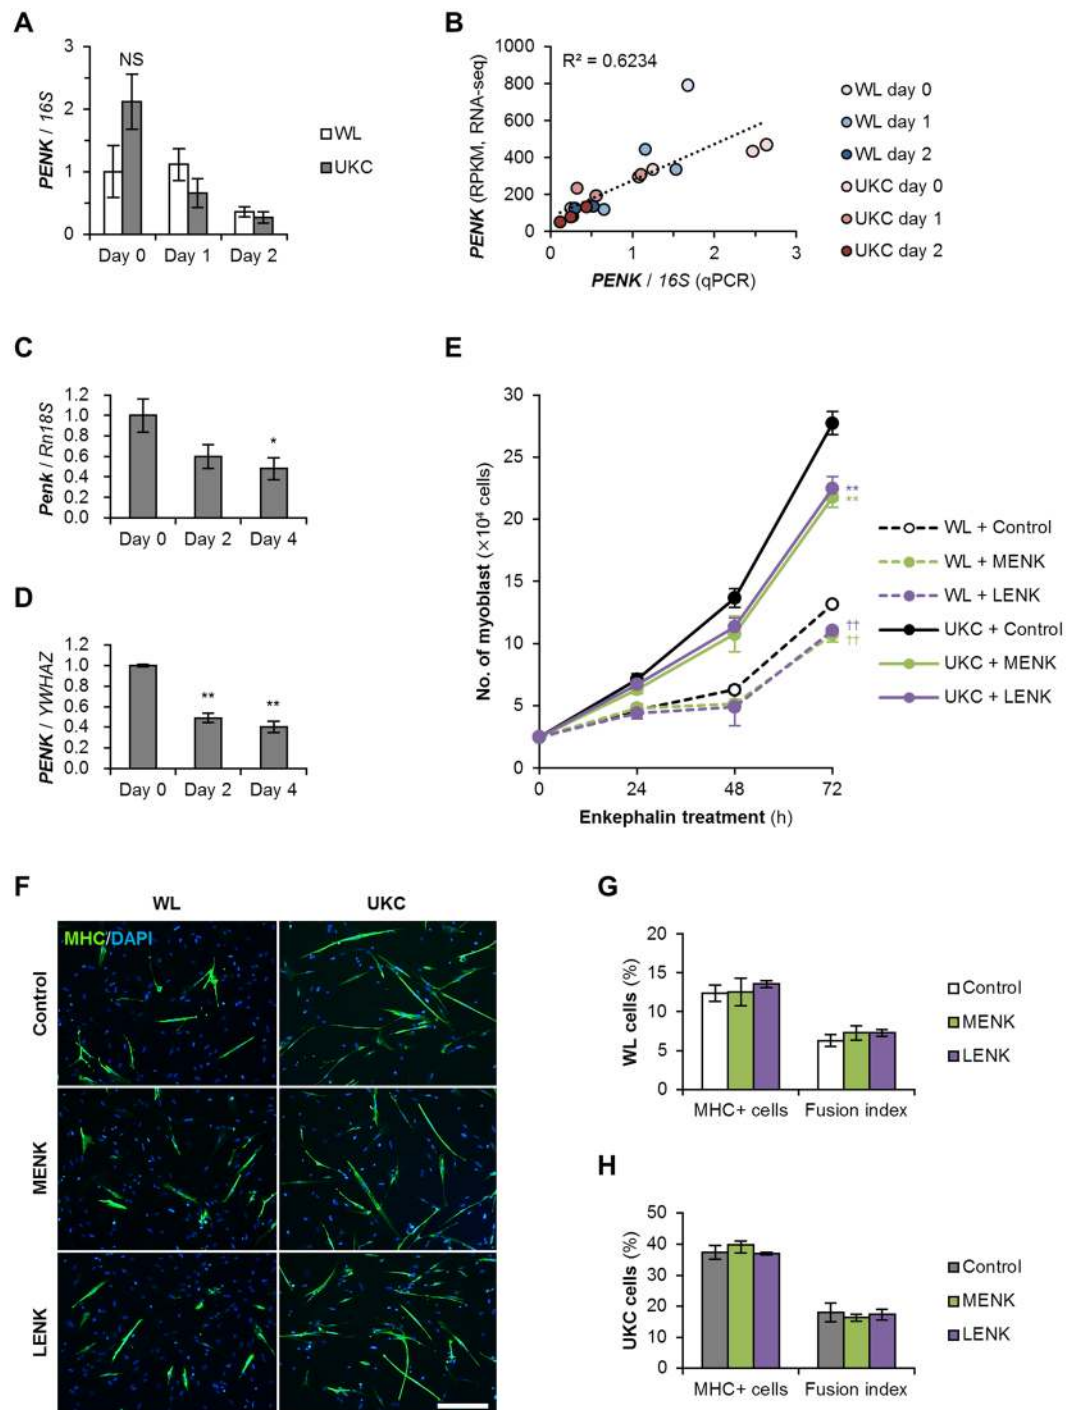 A
3
2
1
0
PENK / 16S
NS
Day 0
Day 1
Day 2
WL
UKC
B
1000
800
600
400
200
0
PENK (RPKM, RNA-seq)
R² = 0.6234
0
1
2
3
PENK / 16S (qPCR)
WL day 0
WL day 1
WL day 2
UKC day 0
UKC day 1
UKC day 2
C
1.2
1.0
0.8
0.6
0.4
0.2
0.0
Penk / Rn18S
*
Day 0
Day 2
Day 4
D
1.2
1.0
0.8
0.6
0.4
0.2
0.0
PENK / YWHAZ
**
**
Day 0
Day 2
Day 4
E
30
25
20
15
10
5
0
No. of myoblast (×10⁴ cells)
**
**
††
††
0
24
48
72
Enkephalin treatment (h)
WL + Control
WL + MENK
WL + LENK
UKC + Control
UKC + MENK
UKC + LENK
F
WL
UKC
MHC/DAPI
Control
MENK
LENK
G
20
15
10
5
0
WL cells (%)
MHC+ cells
Fusion index
Control
MENK
LENK
H
50
40
30
20
10
0
UKC cells (%)
MHC+ cells
Fusion index
Control
MENK
LENK